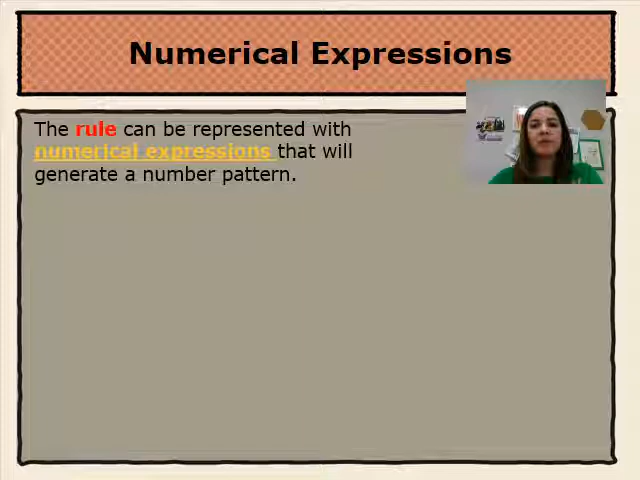 Numerical Expressions
The rule can be represented with
numerical expressions that will
generate a number pattern.